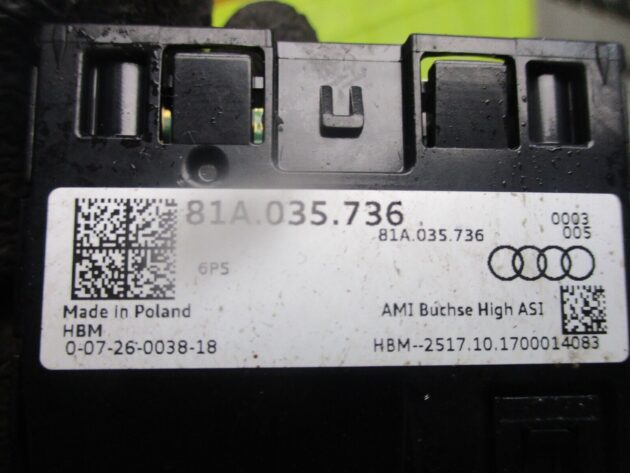 81A.035.736
81A.035.736
0003
005
6PS
Made in Poland
HBM
0-07-26-0038-18
AMI Buchse High ASI
HBM--2517.10.1700014083